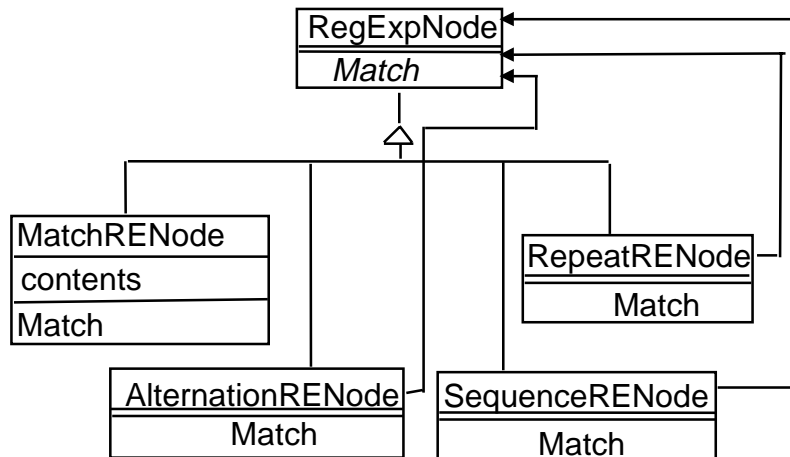 RegExpNode
Match
MatchRENode
contents
Match
RepeatRENode
Match
AlternationRENode
Match
SequenceRENode
Match